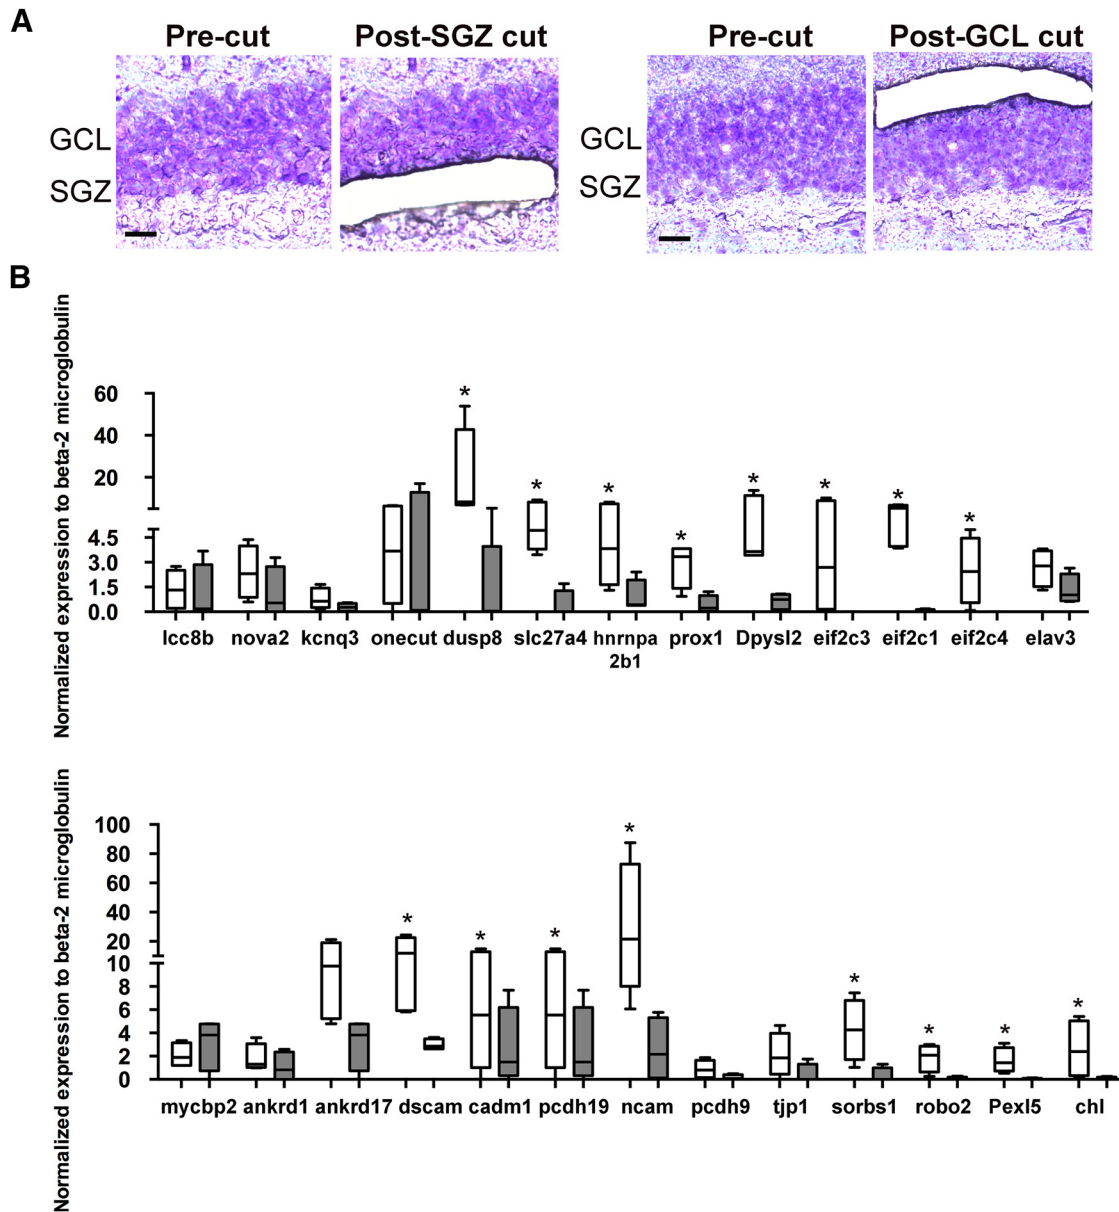 A
Pre-cut Post-SGZ cut Pre-cut Post-GCL cut
GCL GCL
SGZ SGZ
B
Normalized expression to beta-2 microglobulin
60
40
20
4.5
3.0
1.5
0.0
* * * * * * * *
lcc8b nova2 kcnq3 onecut dusp8 slc27a4 hnrnpa prox1 Dpysl2 eif2c3 eif2c1 eif2c4 elav3
2b1
Normalized expression to beta-2 microglobulin
100
80
60
40
20
10
8
6
4
2
0
* * * * * * * *
mycbp2 ankrd1 ankrd17 dscam cadm1 pcdh19 ncam pcdh9 tjp1 sorbs1 robo2 Pexl5 chl